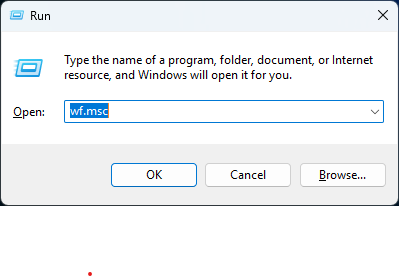 Run
Type the name of a program, folder, document, or Internet
resource, and Windows will open it for you.
Open: wf.msc
OK Cancel Browse...